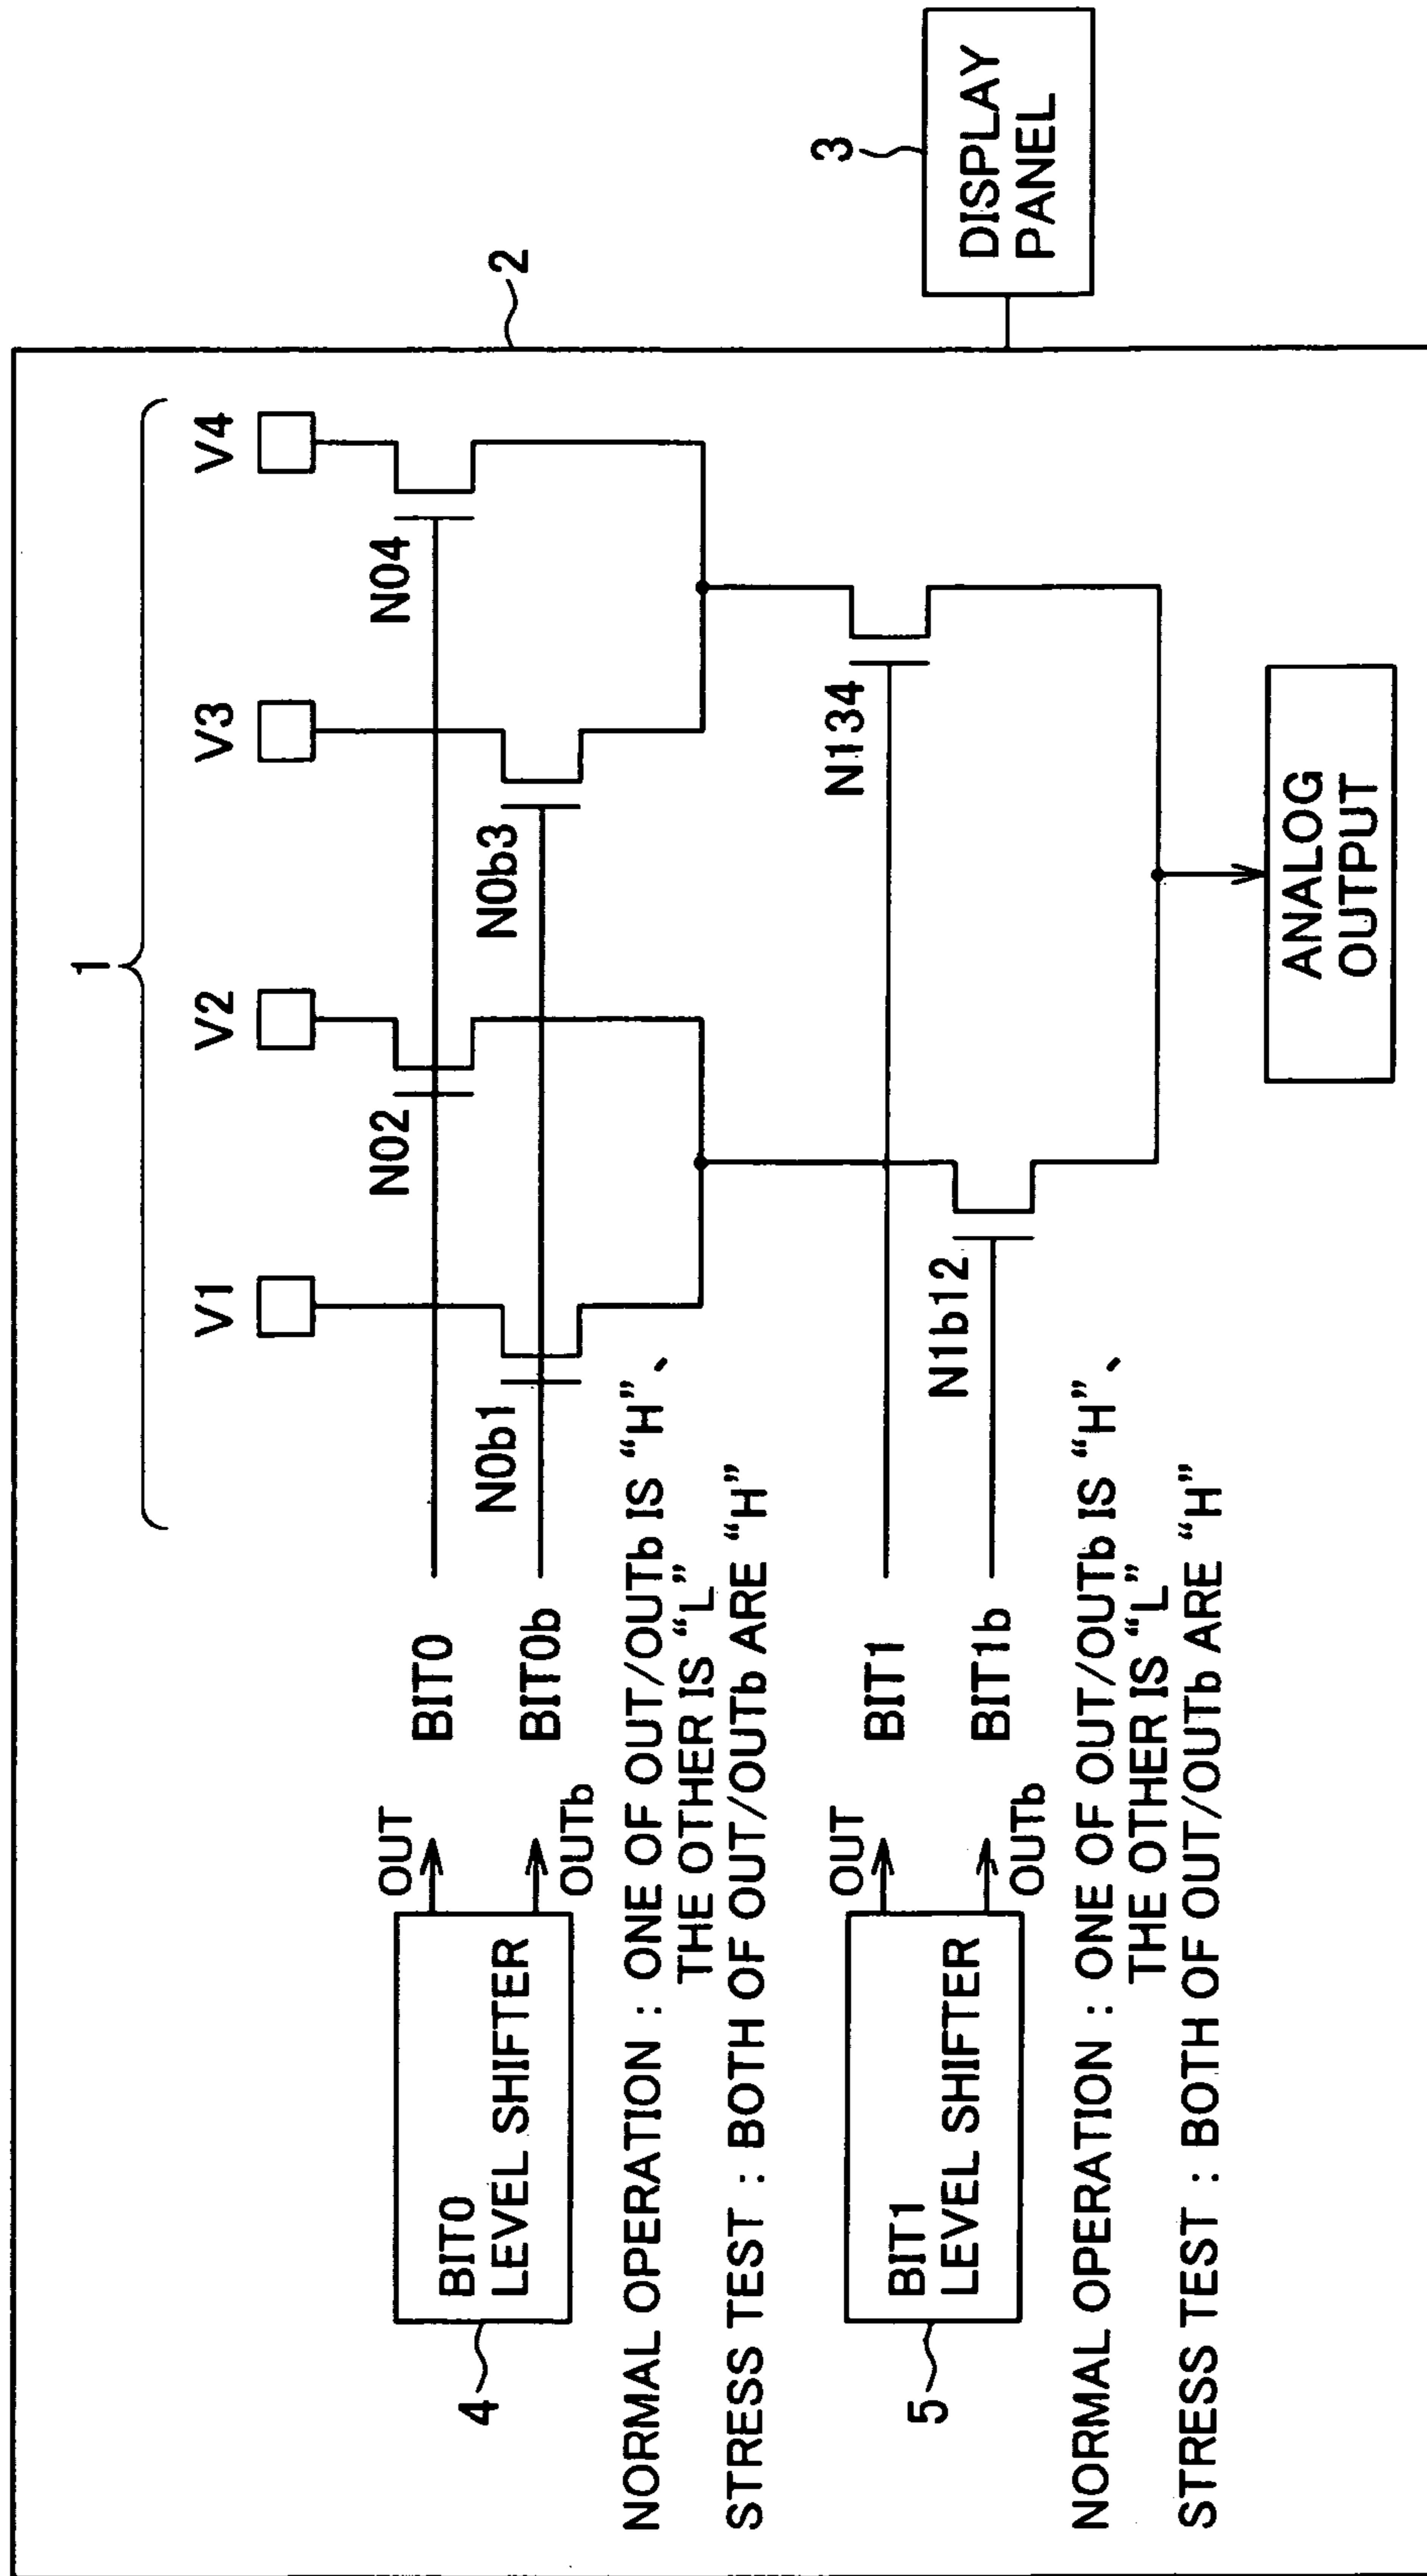 1
V1
V2
V3
V4
2
3
DISPLAY
PANEL
4
BIT0
LEVEL SHIFTER
OUT
OUTb
BIT0
BIT0b
N02
N04
N0b1
N0b3
NORMAL OPERATION : ONE OF OUT/OUTb IS “H”、
THE OTHER IS “L”
STRESS TEST : BOTH OF OUT/OUTb ARE “H”
5
BIT1
LEVEL SHIFTER
OUT
OUTb
BIT1
BIT1b
N134
N1b12
NORMAL OPERATION : ONE OF OUT/OUTb IS “H”、
THE OTHER IS “L”
STRESS TEST : BOTH OF OUT/OUTb ARE “H”
ANALOG
OUTPUT